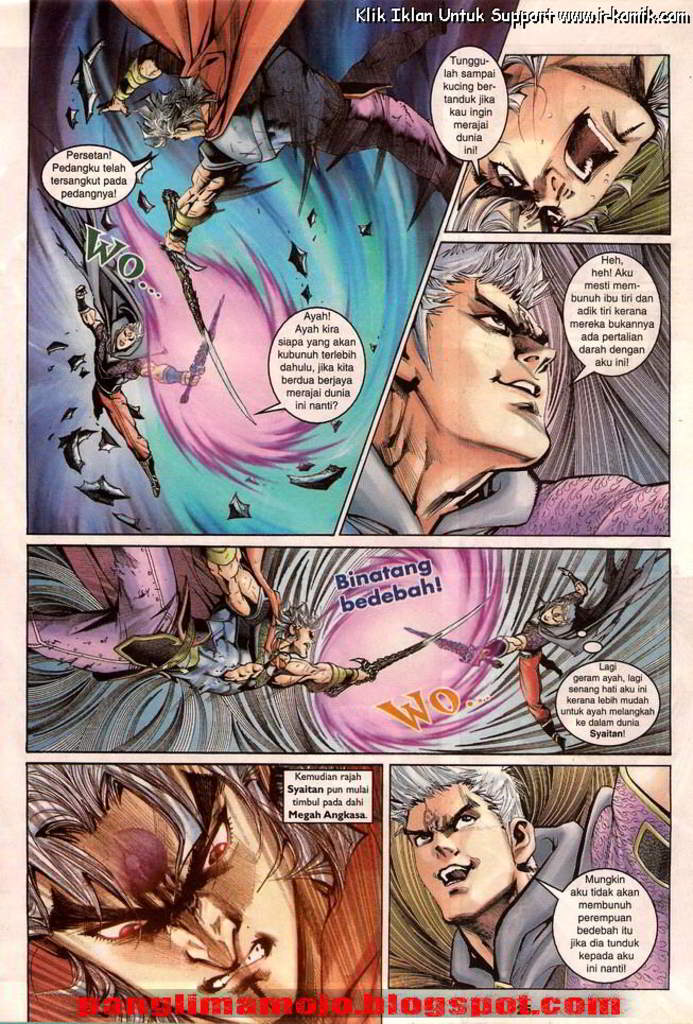 Klik Iklan Untuk Support www.ir-komik.com
Persetan!
Pedangku telah
tersangkut pada
pedangnya!
WO...
Ayah!
Ayah kira
siapa yang akan
kubunuh terlebih
dahulu, jika kita
berdua berjaya
merajai dunia
ini nanti?
Tunggu-
lah sampai
kucing ber-
tanduk jika
kau ingin
merajai
dunia
ini!
Heh,
heh! Aku
mesti mem-
bunuh ibu tiri dan
adik tiri kerana
mereka bukannya
ada pertalian
darah dengan
aku ini!
Binatang
bedebah!
WO....
Lagi
geram ayah, lagi
senang hati aku ini
kerana lebih mudah
untuk ayah melangkah
ke dalam dunia
Syaitan!
Kemudian rajah
Syaitan pun mulai
timbul pada dahi
Megah Angkasa.
Mungkin
aku tidak akan
membunuh
perempuan
bedebah itu
jika dia tunduk
kepada aku
ini nanti!
panglimamojo.blogspot.com